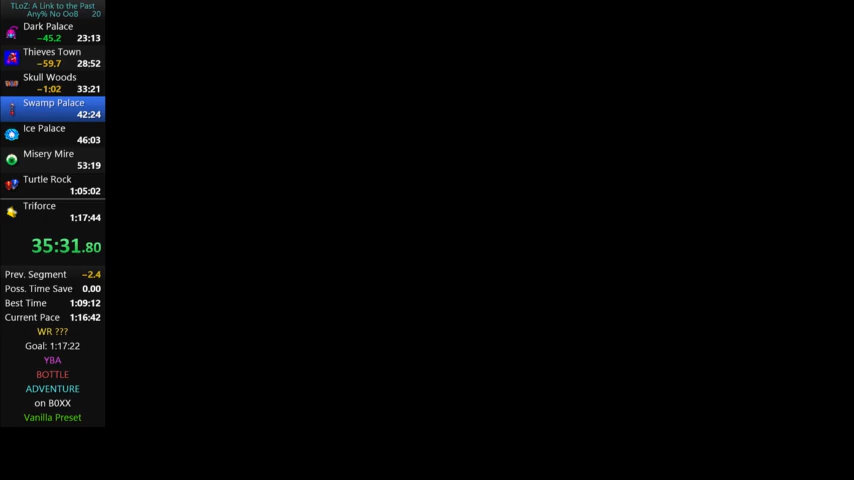 TLoZ: A Link to the Past
Any% No OoB 20
Dark Palace
−45.2 23:13
Thieves Town
−59.7 28:52
Skull Woods
−1:02 33:21
Swamp Palace
42:24
Ice Palace
46:03
Misery Mire
53:19
Turtle Rock
1:05:02
Triforce
1:17:44
35:31.80
Prev. Segment −2.4
Poss. Time Save 0.00
Best Time 1:09:12
Current Pace 1:16:42
WR ???
Goal: 1:17:22
YBA
BOTTLE
ADVENTURE
on B0XX
Vanilla Preset